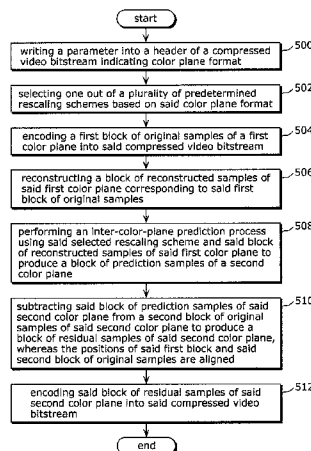 start
500
writing a parameter into a header of a compressed
video bitstream indicating color plane format
502
selecting one out of a plurality of predetermined
rescaling schemes based on said color plane format
504
encoding a first block of original samples of a first
color plane into said compressed video bitstream
506
reconstructing a block of reconstructed samples of
said first color plane corresponding to said first
block of original samples
508
performing an inter-color-plane prediction process
using said selected rescaling scheme and said block
of reconstructed samples of said first color plane to
produce a block of prediction samples of a second
color plane
510
subtracting said block of prediction samples of said
second color plane from a second block of original
samples of said second color plane to produce a
block of residual samples of said second color plane,
whereas the positions of said first block and said
second block of original samples are aligned
512
encoding said block of residual samples of said
second color plane into said compressed video
bitstream
end